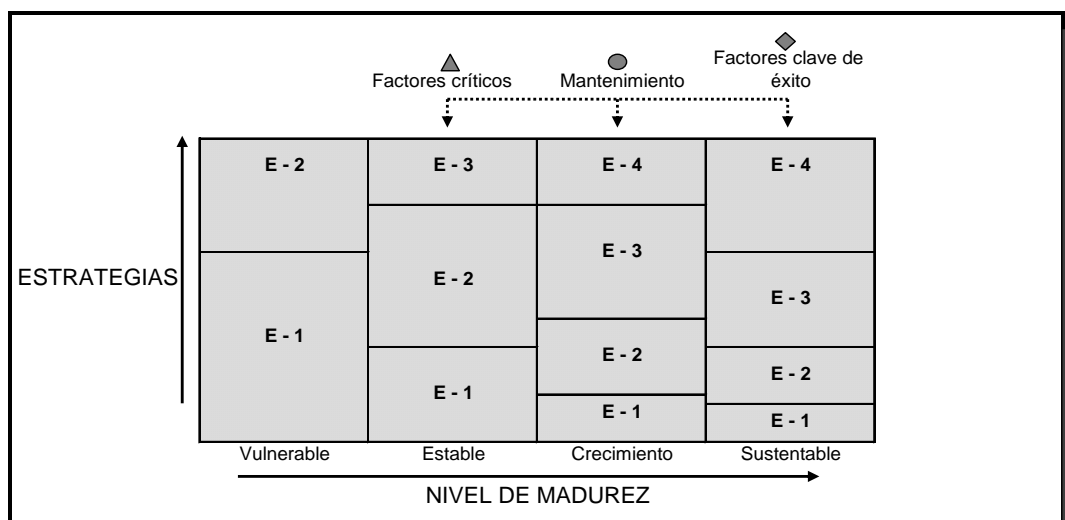 Factores clave de
éxito
Factores críticos
Mantenimiento
E - 2
E - 3
E - 4
E - 4
E - 3
E - 2
E - 3
E - 1
E - 2
E - 2
E - 1
E - 1
E - 1
ESTRATEGIAS
Vulnerable
Estable
Crecimiento
Sustentable
NIVEL DE MADUREZ